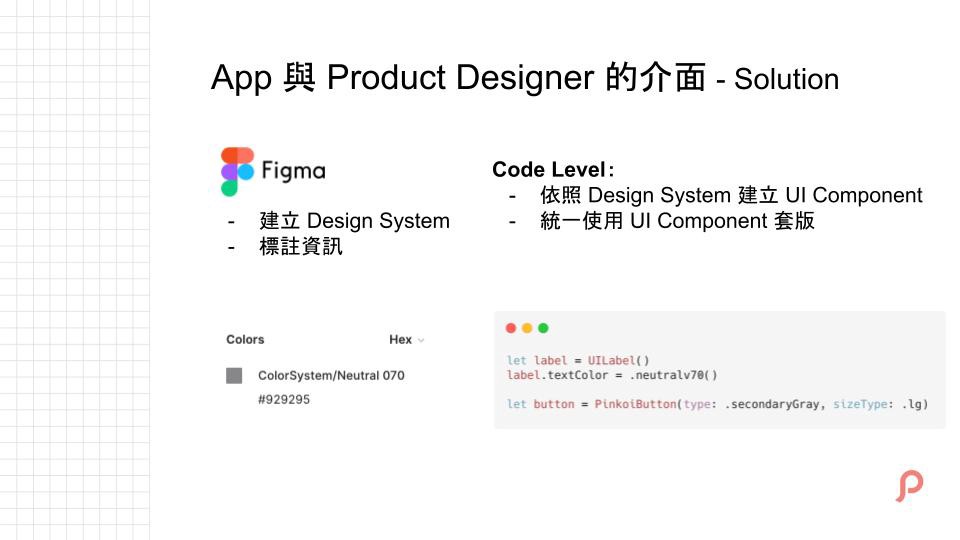 App 與 Product Designer 的介面 - Solution
Figma
- 建立 Design System
- 標註資訊
Code Level：
- 依照 Design System 建立 UI Component
- 統一使用 UI Component 套版
Colors Hex
ColorSystem/Neutral 070
#929295
let label = UILabel()
label.textColor = .neutralv70()
let button = PinkoiButton(type: .secondaryGray, sizeType: .lg)